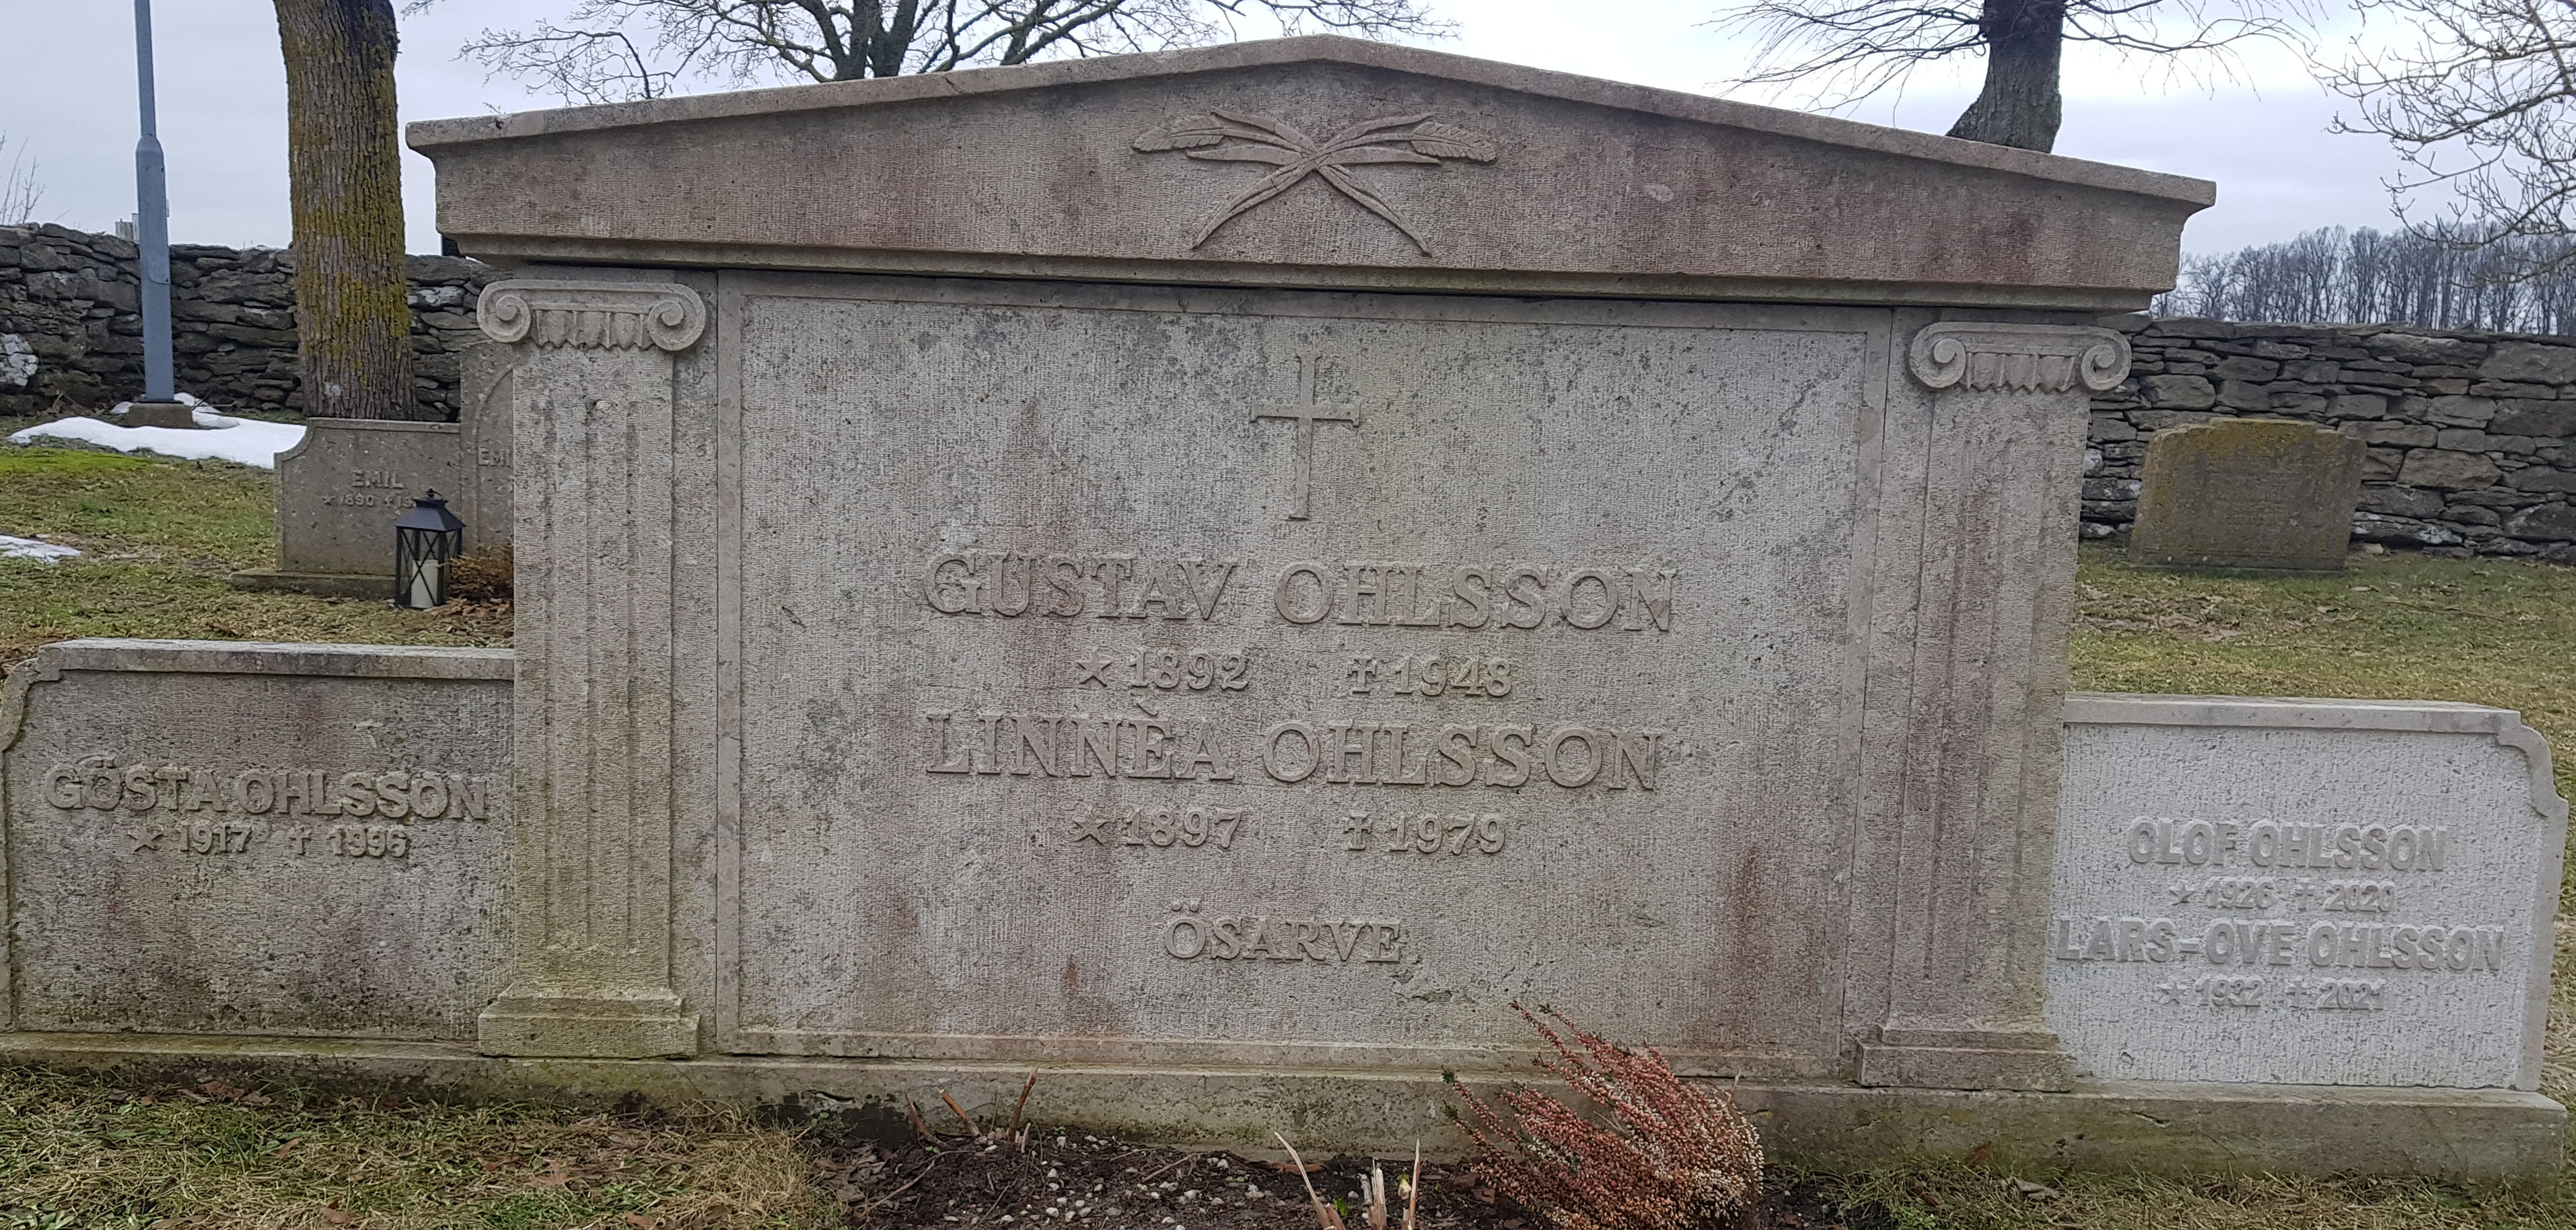 EMIL
★ 1890 ✝
GÖSTA OHLSSON
★ 1917 ✝ 1996
GUSTAV OHLSSON
★ 1892 ✝ 1948
LINNÈA OHLSSON
★ 1897 ✝ 1979
ÖSARVE
OLOF OHLSSON
★ 1926 ✝ 2020
LARS-OVE OHLSSON
★ 1932 ✝ 2021